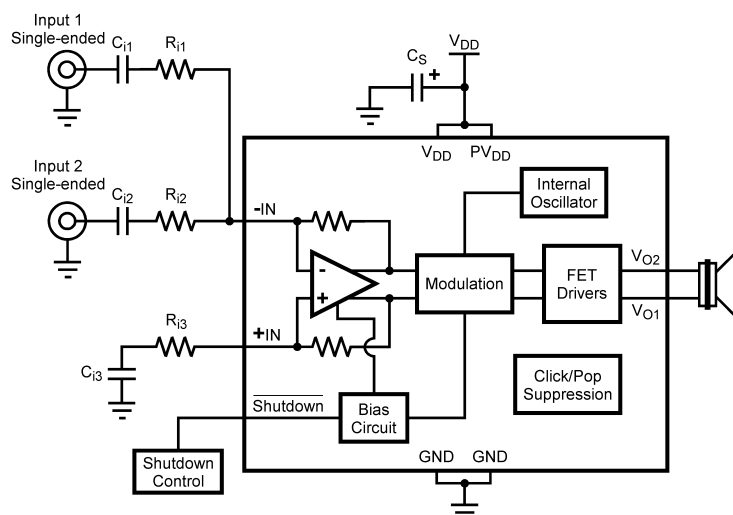 Input 1
Single-ended
Ci1
Ri1
VDD
CS
+
VDD
PVDD
Input 2
Single-ended
Ci2
Ri2
-IN
Internal
Oscillator
-
+
Modulation
FET
Drivers
VO2
VO1
Ri3
+IN
Ci3
Shutdown
Bias
Circuit
Click/Pop
Suppression
Shutdown
Control
GND
GND